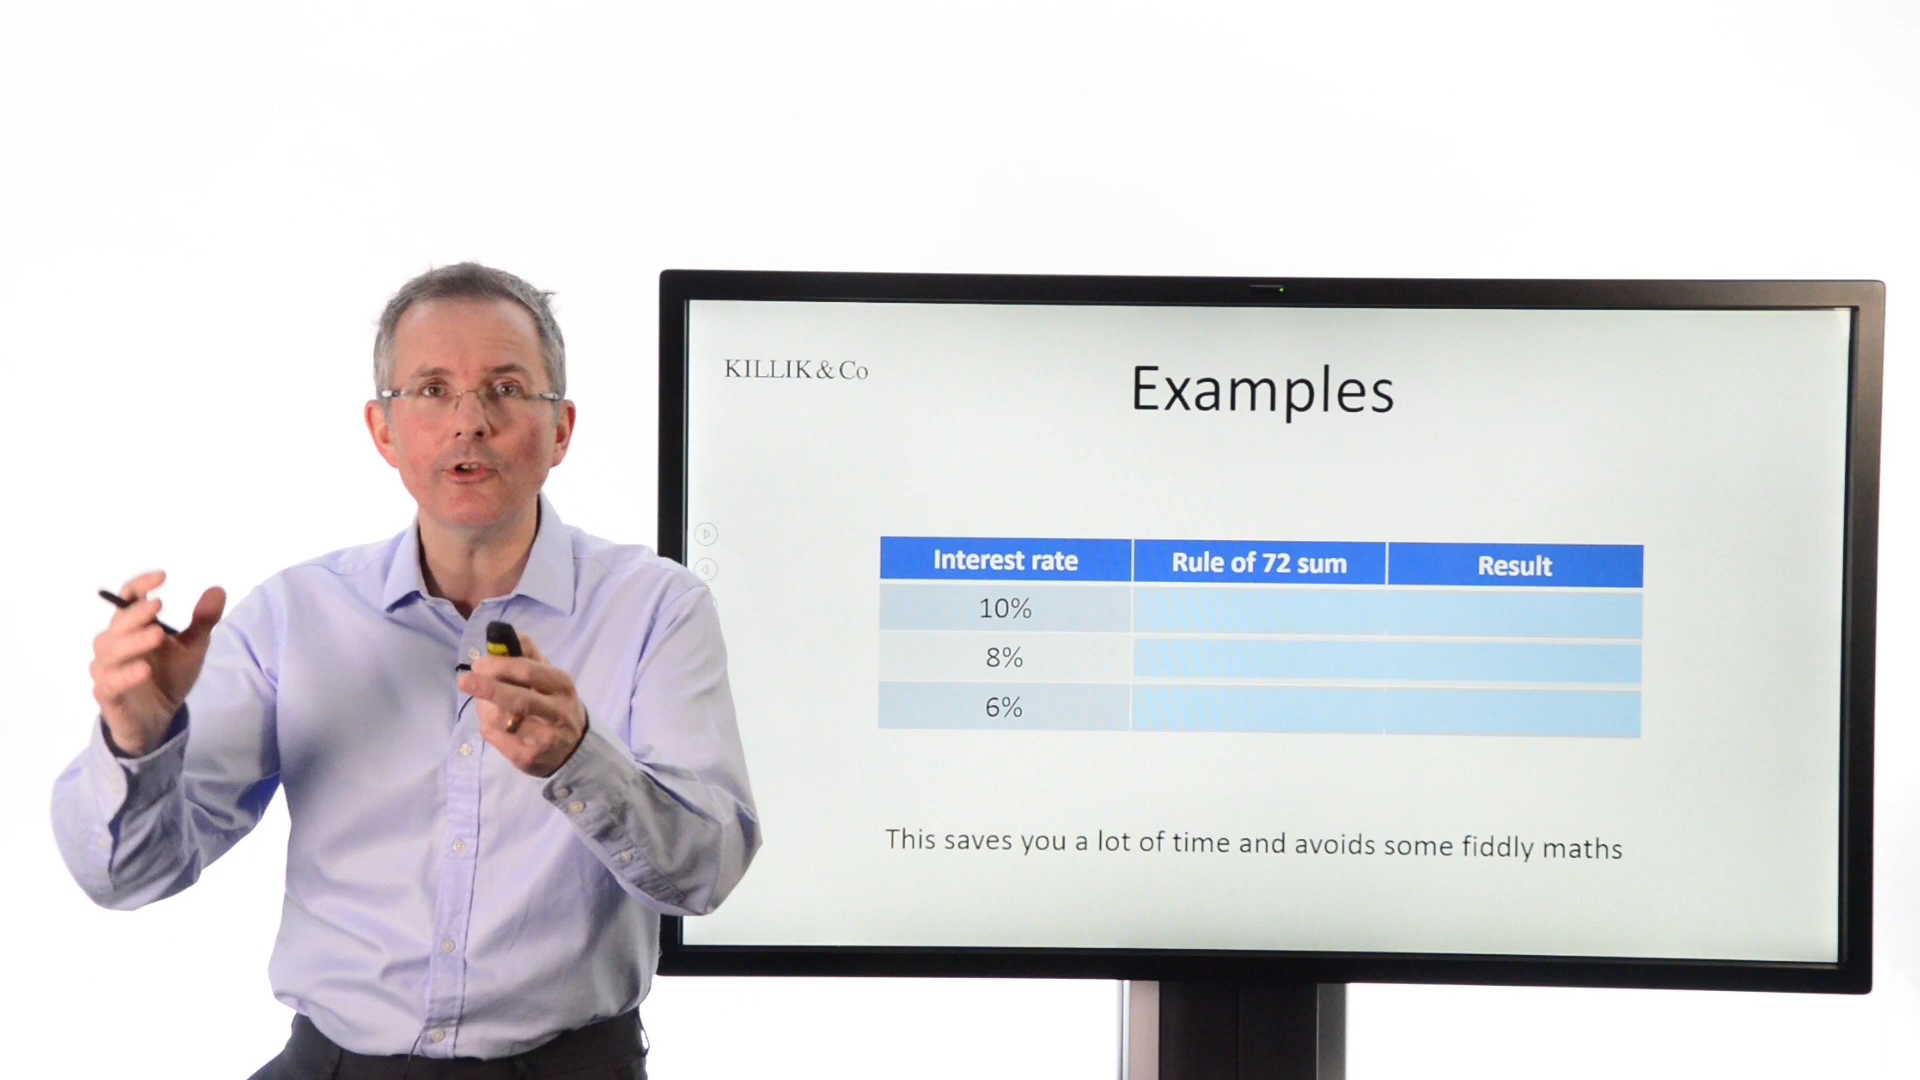 KILLIK & Co
Examples
Interest rate Rule of 72 sum Result
10%
8%
6%
This saves you a lot of time and avoids some fiddly maths